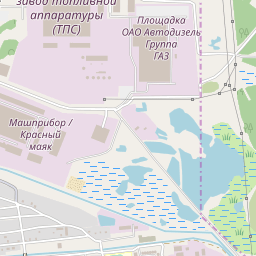 завод топливной
аппаратуры
(ТПС)
Площадка
ОАО Автодизель
Группа
ГАЗ
Машприбор /
Красный
маяк